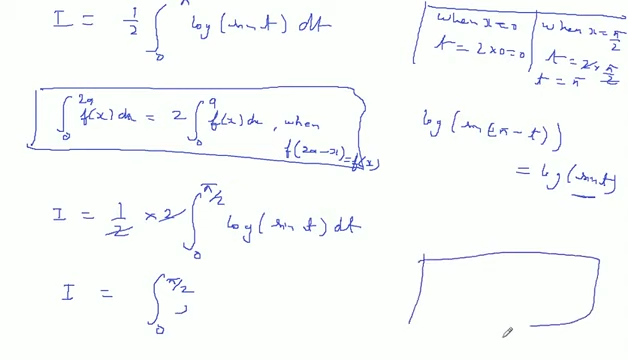 I = 1/2 ∫₀^π log(sin t) dt
when x=0
t = 2×0=0
when x=π/2
t = 2×π/2
t = π
∫₀^2a f(x) dx = 2 ∫₀^a f(x) dx, when
f(2a-x)=f(x)
log(sin(π-t))
= log(sin t)
I = 1/2 × 2 ∫₀^π/2 log(sin t) dt
I = ∫₀^π/2